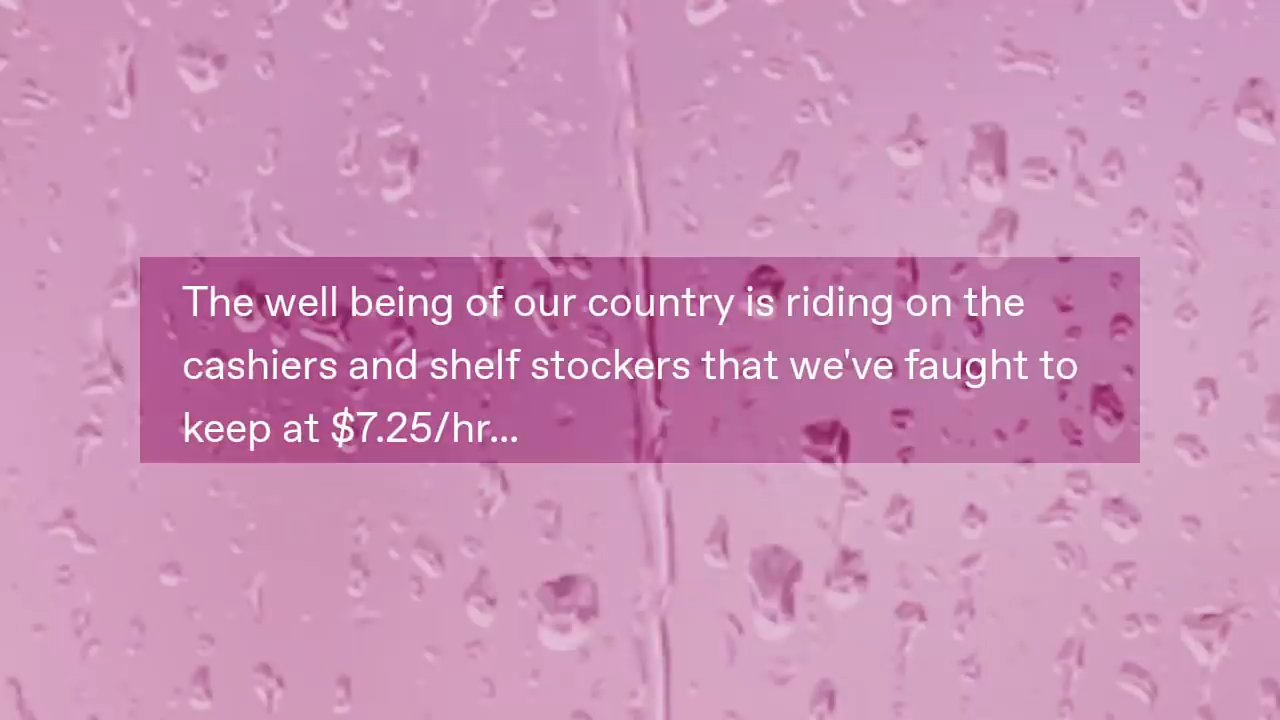 The well being of our country is riding on the
cashiers and shelf stockers that we've faught to
keep at $7.25/hr...